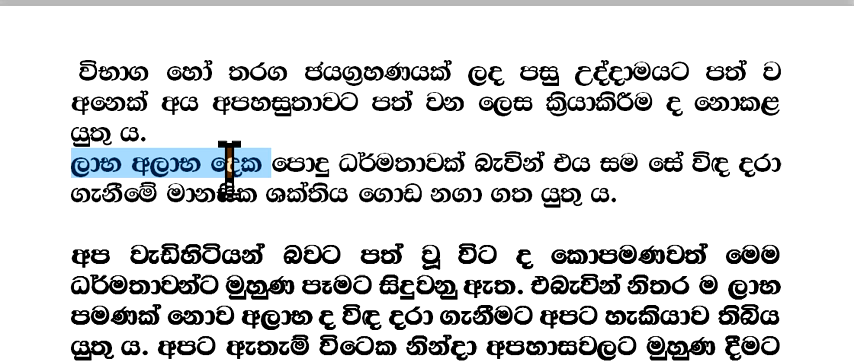 විභාග හෝ තරග ජයග්‍රහණයක් ලද පසු උද්දාමයට පත් ව
අනෙක් අය අපහසුතාවට පත් වන ලෙස ක්‍රියාකිරීම ද නොකළ
යුතු ය.
ලාභ අලාභ දෙක පොදු ධර්මතාවක් බැවින් එය සම සේ විඳ දරා
ගැනීමේ මානසික ශක්තිය ගොඩ නගා ගත යුතු ය.
අප වැඩිහිටියන් බවට පත් වූ විට ද කොපමණවත් මෙම
ධර්මතාවන්ට මුහුණ පෑමට සිදුවනු ඇත. එබැවින් නිතර ම ලාභ
පමණක් නොව අලාභ ද විඳ දරා ගැනීමට අපට හැකියාව තිබිය
යුතු ය. අපට ඇතැම් විටෙක නින්දා අපහාසවලට මුහුණ දීමට